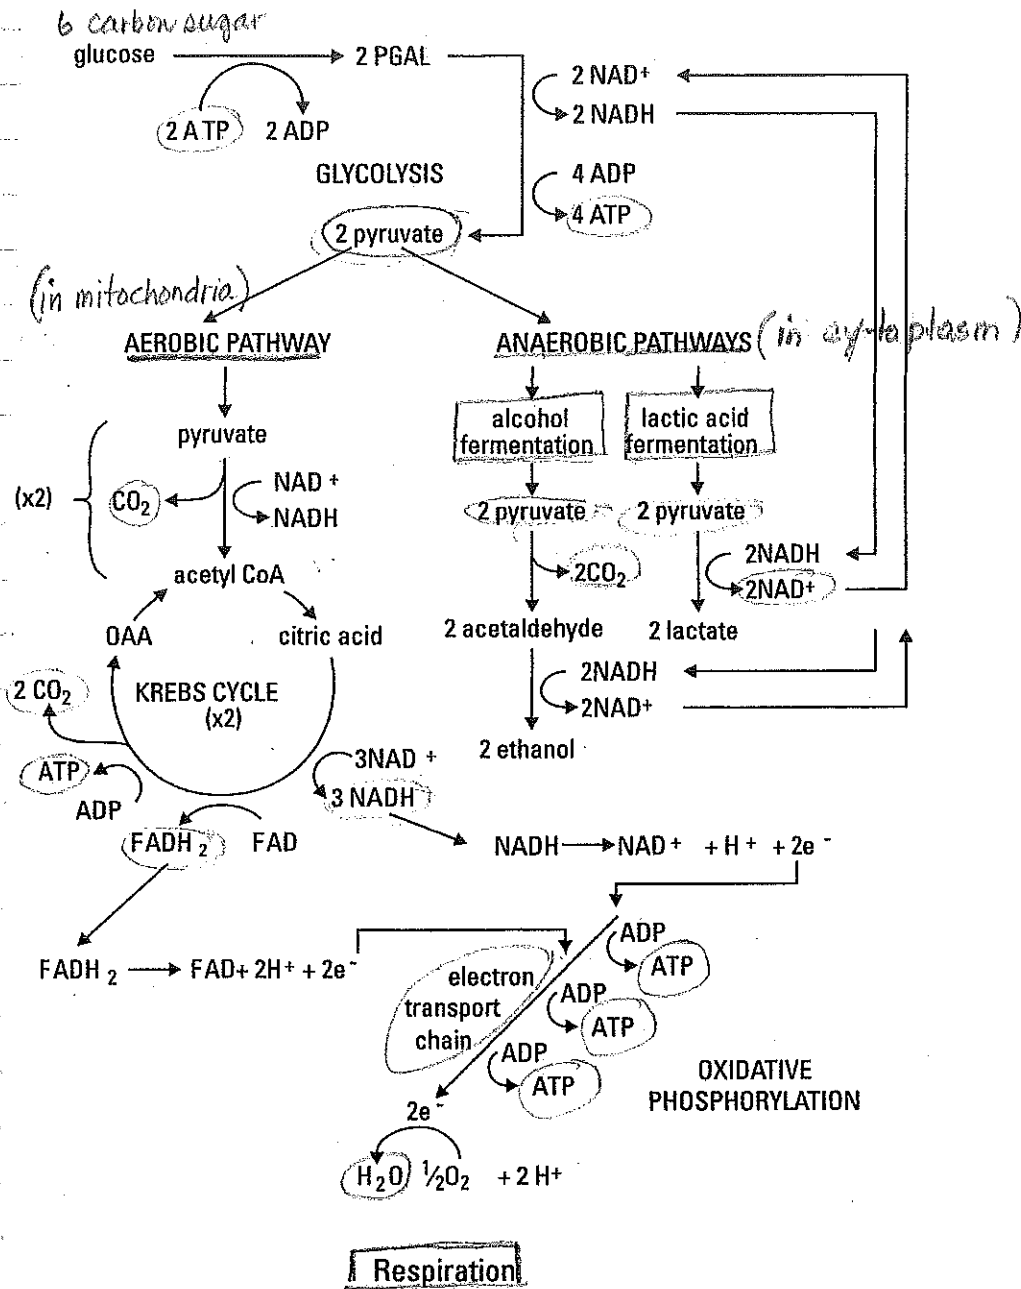 6 carbon sugar
glucose 2 PGAL
2 NAD+
2 NADH
2 ATP 2 ADP
GLYCOLYSIS
4 ADP
4 ATP
2 pyruvate
(in mitochondria)
AEROBIC PATHWAY
ANAEROBIC PATHWAYS (in cytoplasm)
alcohol
fermentation
lactic acid
fermentation
pyruvate
(x2)
CO2
NAD +
NADH
acetyl CoA
2 pyruvate
2 pyruvate
2CO2
2NADH
2NAD+
2 acetaldehyde
2 lactate
2NADH
2NAD+
2 ethanol
OAA
citric acid
KREBS CYCLE
(x2)
2 CO2
ATP
ADP
3NAD +
3 NADH
FADH 2
FAD
NADH NAD+ + H + + 2e -
FADH 2 FAD+ 2H+ + 2e-
electron
transport
chain
ADP
ATP
ADP
ATP
ADP
ATP
OXIDATIVE
PHOSPHORYLATION
2e-
H2O ½O2 + 2 H+
Respiration